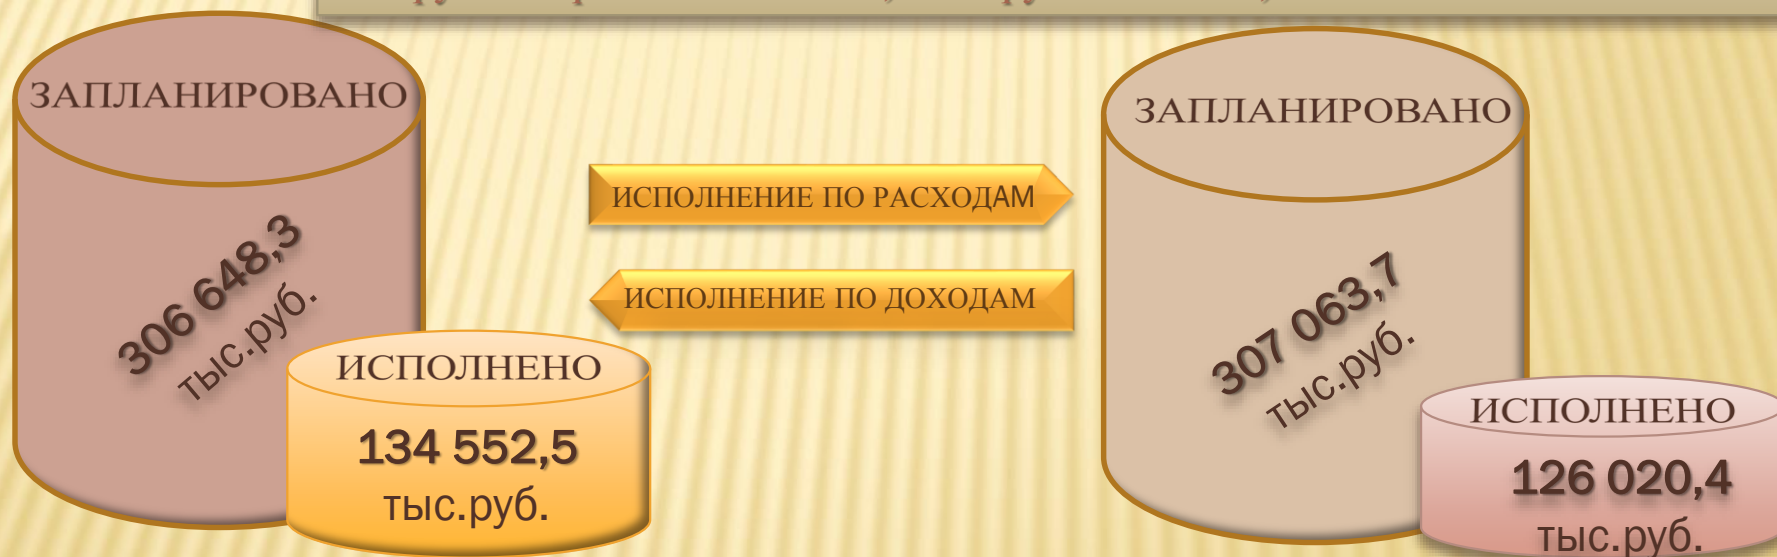 ЗАПЛАНИРОВАНО
306 648,3
тыс.руб.
ИСПОЛНЕНО
134 552,5
тыс.руб.
ИСПОЛНЕНИЕ ПО РАСХОДАМ
ИСПОЛНЕНИЕ ПО ДОХОДАМ
ЗАПЛАНИРОВАНО
307 063,7
тыс.руб.
ИСПОЛНЕНО
126 020,4
тыс.руб.